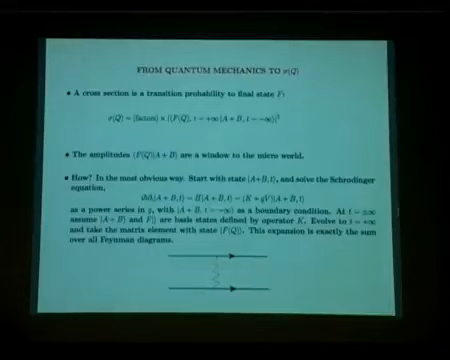 FROM QUANTUM MECHANICS TO σ(Q)
• A cross section is a transition probability to final state F:
σ(Q) = (factors) × |⟨F(Q), t = +∞ |A + B, t = −∞⟩|²
• The amplitudes ⟨F(Q)|A + B⟩ are a window to the micro world.
• How? In the most obvious way. Start with state |A+B, t⟩, and solve the Schrodinger
equation,
|A + B, t⟩ = H|A + B, t⟩ = (K + gV)|A + B, t⟩
as a power series in g, with |A + B, t = −∞⟩ as a boundary condition. At t = ±∞
assume |A + B⟩ and F⟩ are basis states defined by operator K. Evolve to t = +∞
and take the matrix element with state |F(Q)⟩. This expansion is exactly the sum
over all Feynman diagrams.